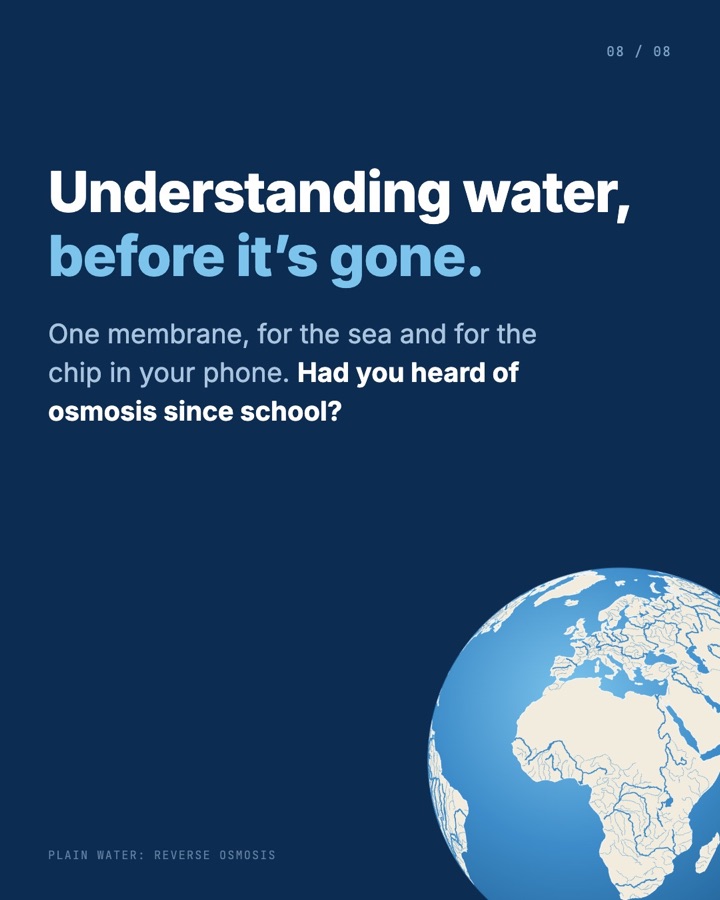 08 / 08
Understanding water,
before it’s gone.
One membrane, for the sea and for the
chip in your phone. Had you heard of
osmosis since school?
PLAIN WATER: REVERSE OSMOSIS